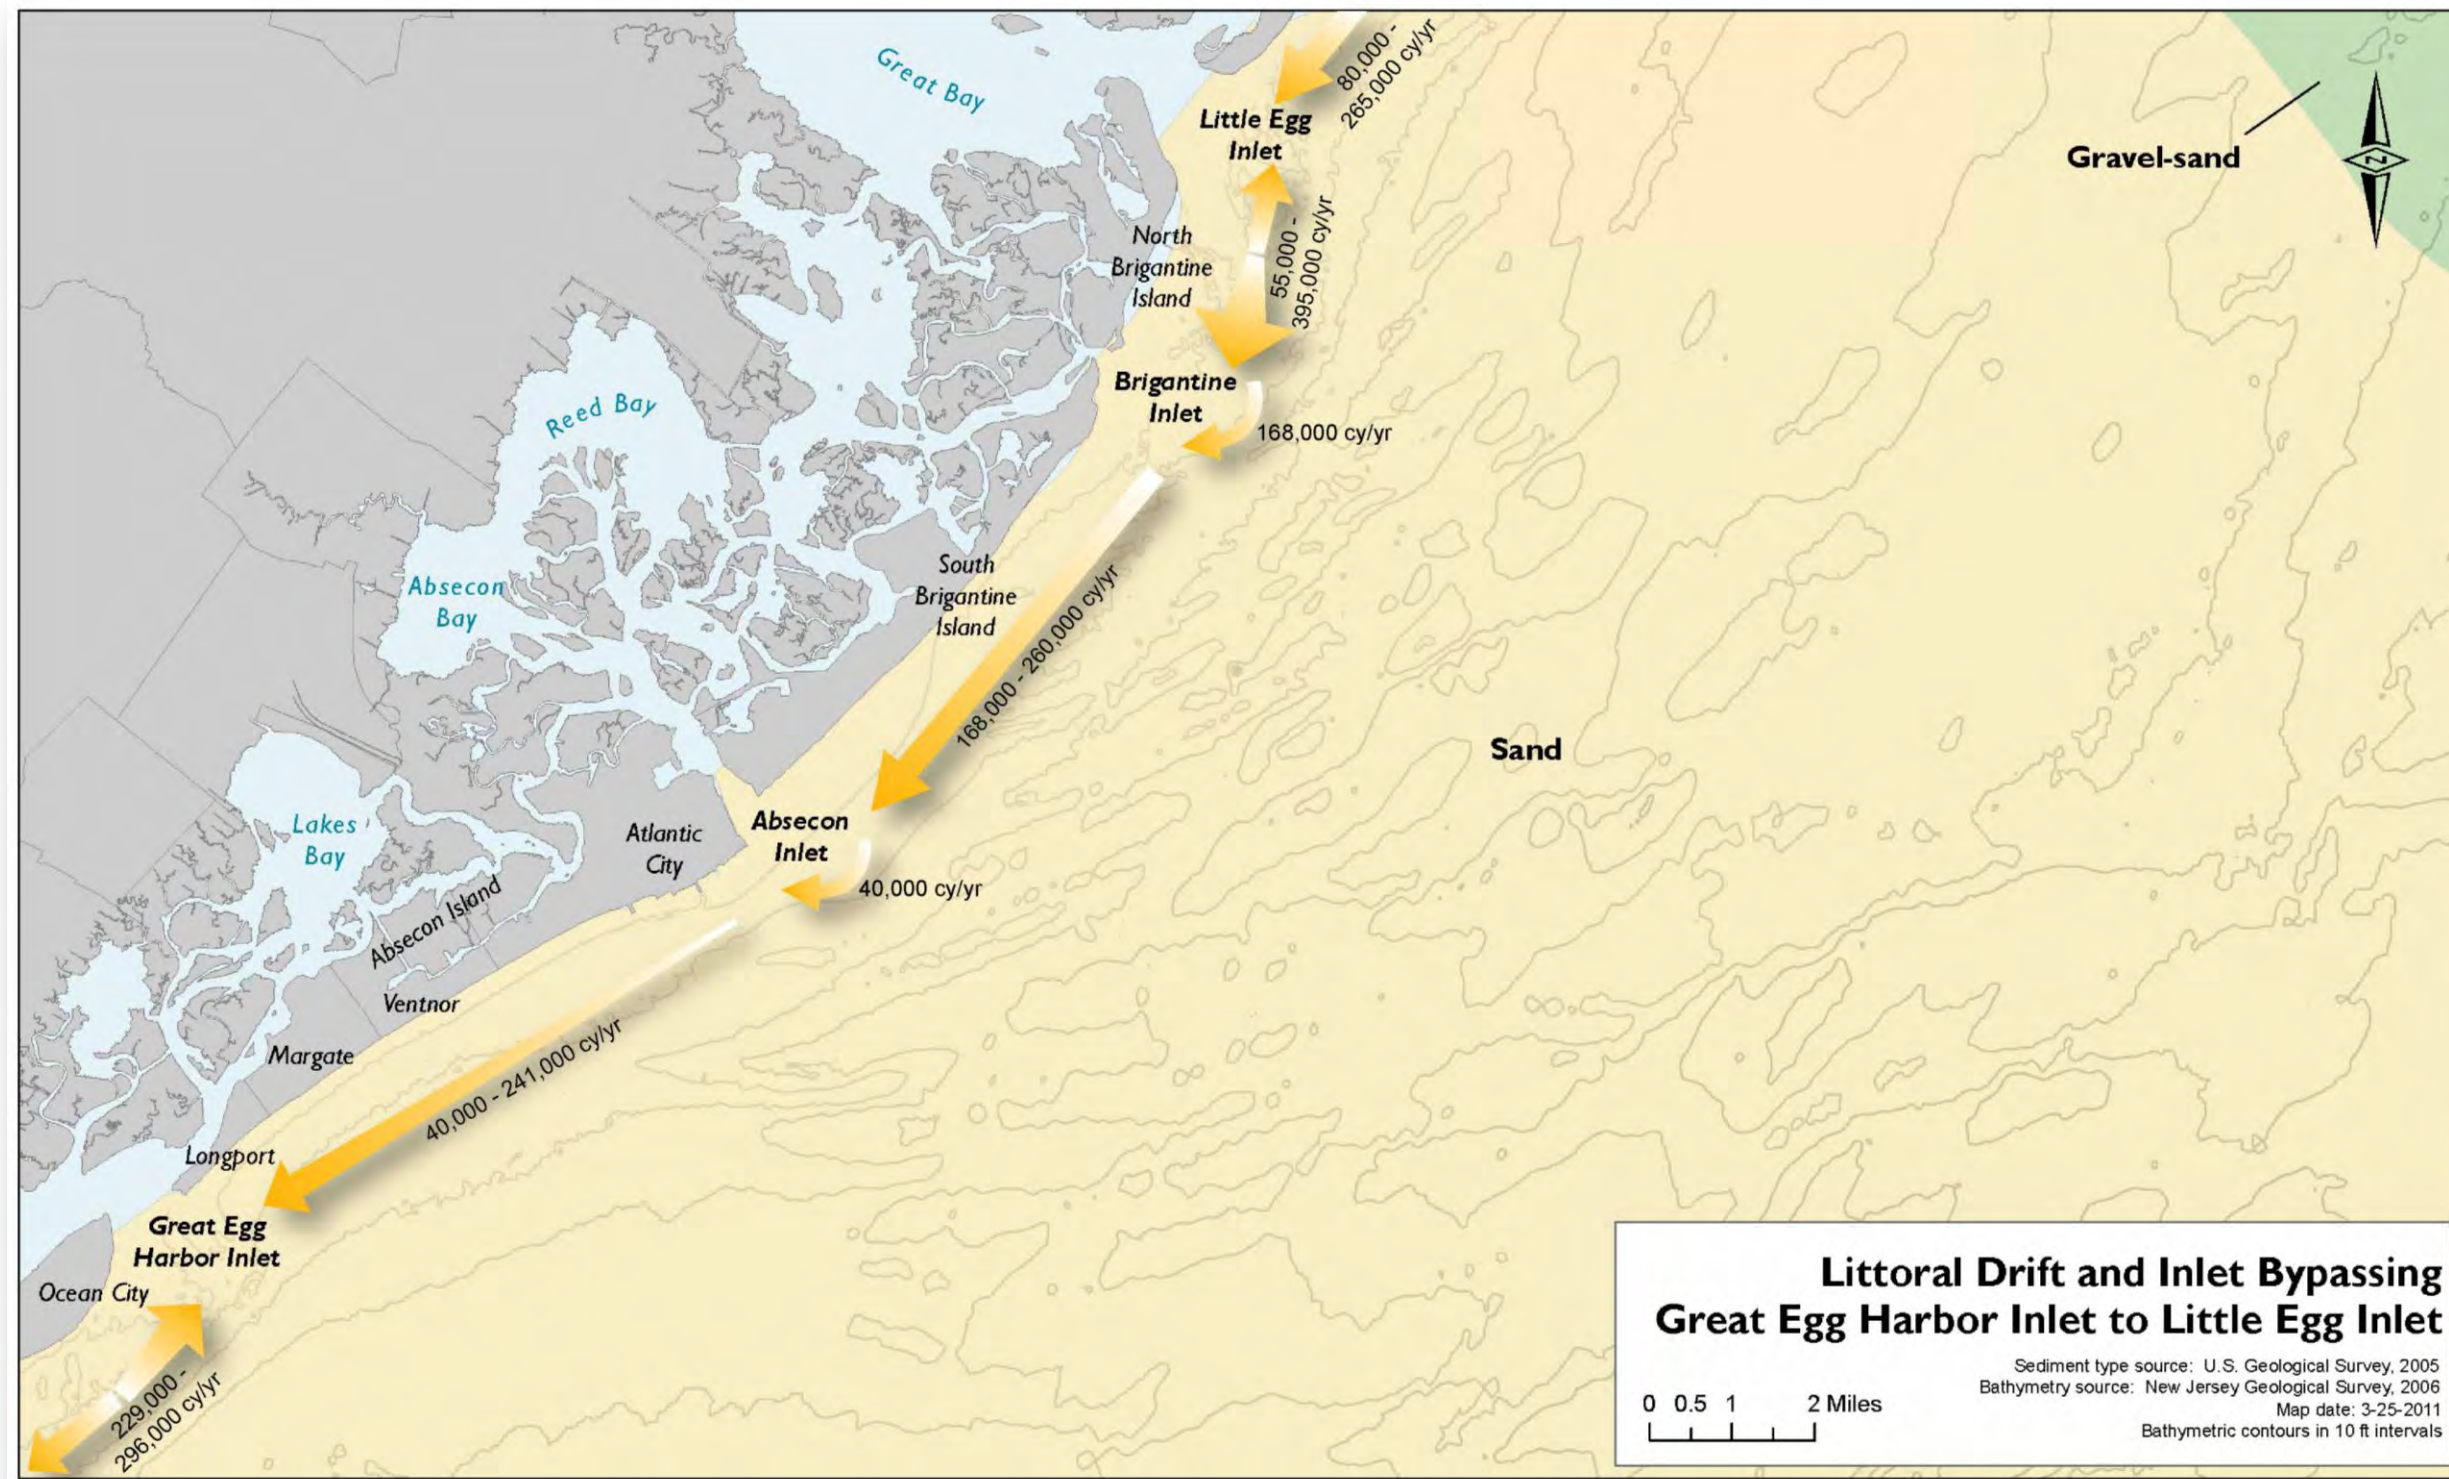 Great Bay
80,000 -
265,000 cy/yr
Little Egg
Inlet
Gravel-sand
N
North
Brigantine
Island
55,000 -
395,000 cy/yr
Brigantine
Inlet
168,000 cy/yr
Reed Bay
Absecon
Bay
South
Brigantine
Island
168,000 - 260,000 cy/yr
Sand
Lakes
Bay
Atlantic
City
Absecon
Inlet
40,000 cy/yr
Absecon Island
Ventnor
Margate
40,000 - 241,000 cy/yr
Longport
Great Egg
Harbor Inlet
Ocean City
229,000 -
296,000 cy/yr
Littoral Drift and Inlet Bypassing
Great Egg Harbor Inlet to Little Egg Inlet
Sediment type source: U.S. Geological Survey, 2005
Bathymetry source: New Jersey Geological Survey, 2006
Map date: 3-25-2011
Bathymetric contours in 10 ft intervals
0 0.5 1 2 Miles